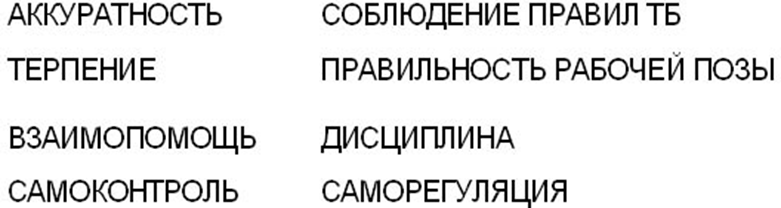 АККУРАТНОСТЬ СОБЛЮДЕНИЕ ПРАВИЛ ТБ
ТЕРПЕНИЕ ПРАВИЛЬНОСТЬ РАБОЧЕЙ ПОЗЫ
ВЗАИМОПОМОЩЬ ДИСЦИПЛИНА
САМОКОНТРОЛЬ САМОРЕГУЛЯЦИЯ